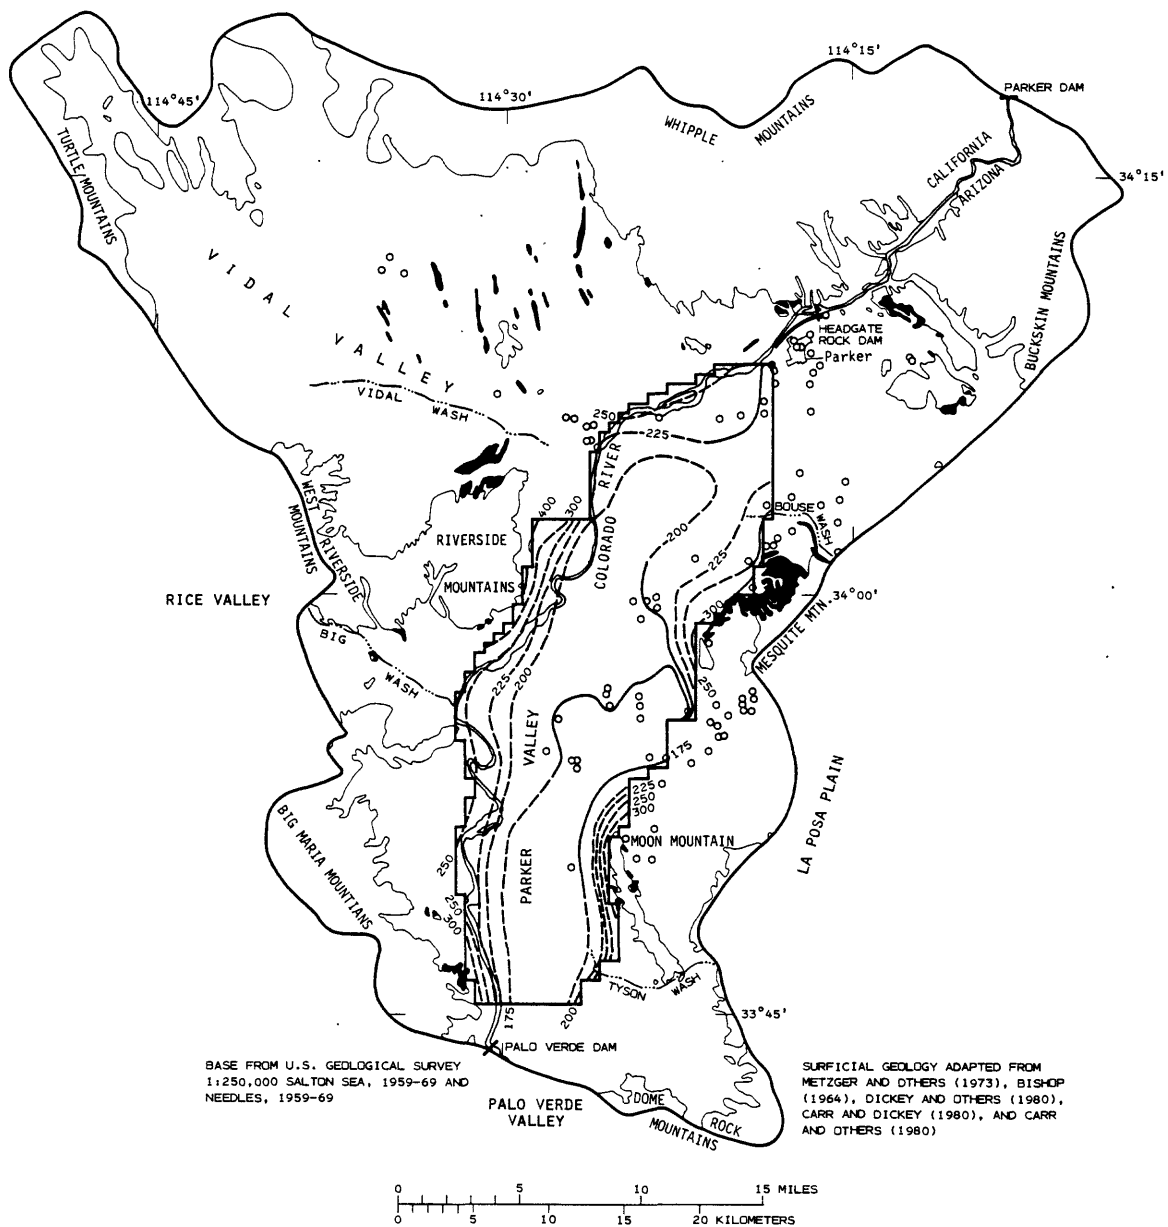 114°15'
PARKER DAM
114°45'
114°30'
WHIPPLE
MOUNTAINS
CALIFORNIA
ARIZONA
34°15'
TURTLE/MOUNTAINS
VIDAL
VALLEY
BUCKSKIN MOUNTAINS
HEADGATE
ROCK DAM
Parker
VIDAL
WASH
250
225
RIVER
WEST
RIVERSIDE
MOUNTAINS
400
300
COLORADO
200
BOUSE
WASH
RIVERSIDE
MOUNTAINS
225
RICE VALLEY
34°00'
300
MESQUITE MTN.
BIG
WASH
225
200
250
VALLEY
175
225
250
300
MOON MOUNTAIN
LA POSA PLAIN
BIG MARIA MOUNTIANS
250
PARKER
250
300
TYSON
WASH
175
200
33°45'
PALO VERDE DAM
BASE FROM U.S. GEOLOGICAL SURVEY
1:250,000 SALTON SEA, 1959-69 AND
NEEDLES, 1959-69
SURFICIAL GEOLOGY ADAPTED FROM
METZGER AND OTHERS (1973), BISHOP
(1964), DICKEY AND OTHERS (1980),
CARR AND DICKEY (1980), AND CARR
AND OTHERS (1980)
PALO VERDE
VALLEY
DOME
ROCK
MOUNTAINS
0 5 10 15 MILES
0 5 10 15 20 KILOMETERS